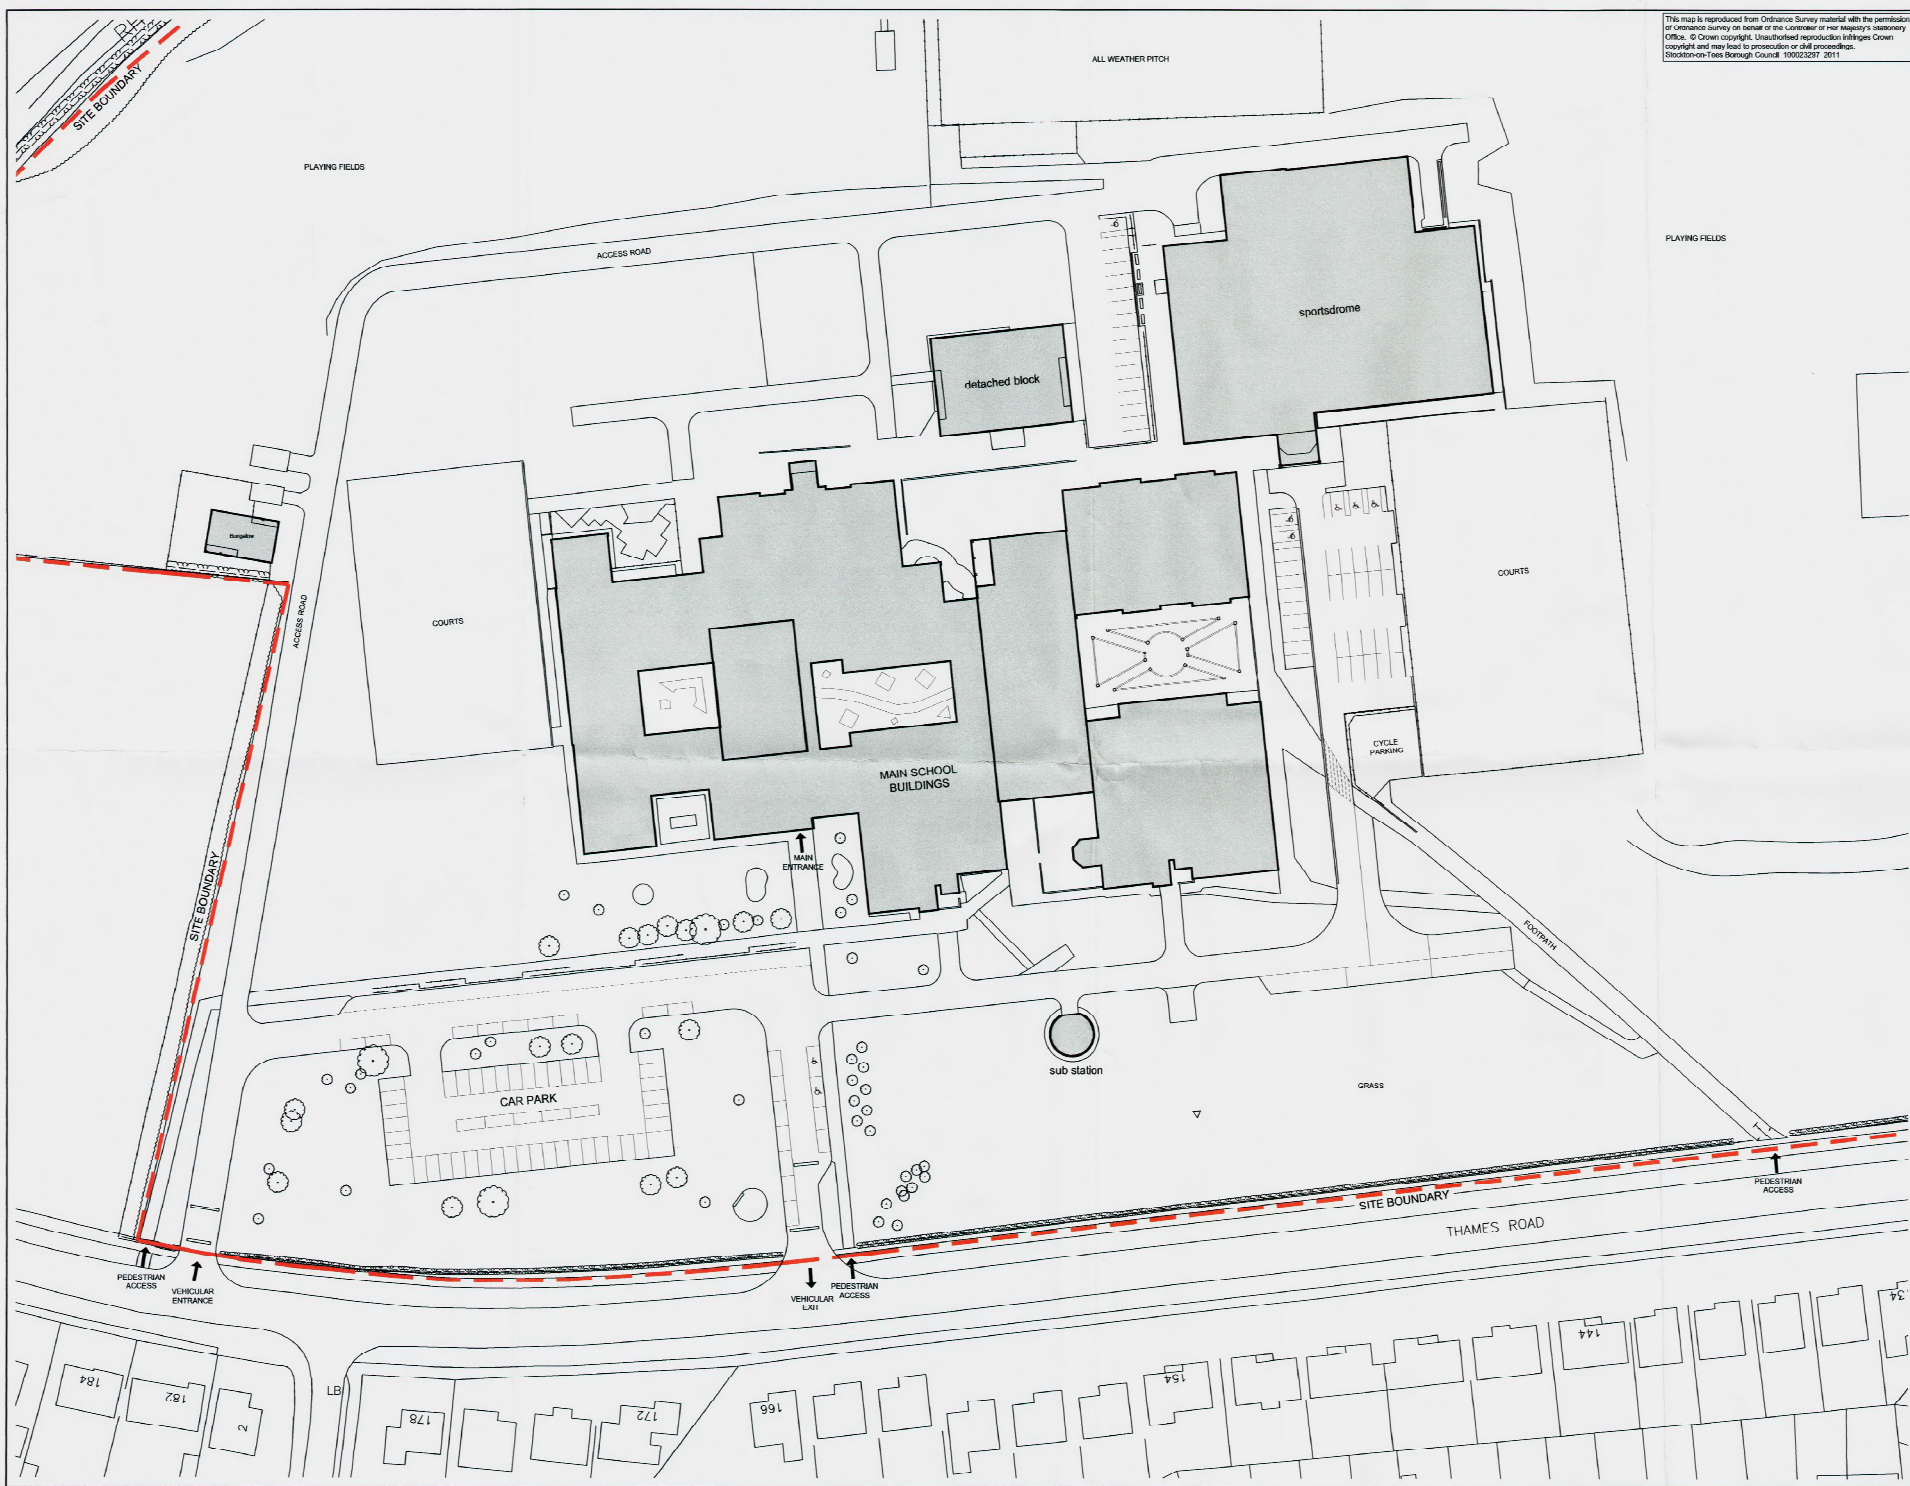 This map is reproduced from Ordnance Survey material with the permission
of Ordnance Survey on behalf of the Controller of Her Majesty's Stationery
Office. © Crown copyright. Unauthorised reproduction infringes Crown
copyright and may lead to prosecution or civil proceedings.
Stockton-on-Tees Borough Council 100023297 2011
ALL WEATHER PITCH
SITE BOUNDARY
PLAYING FIELDS
PLAYING FIELDS
ACCESS ROAD
sportsdrome
detached block
Bungalow
COURTS
ACCESS ROAD
COURTS
CYCLE
PARKING
MAIN SCHOOL
BUILDINGS
MAIN
ENTRANCE
SITE BOUNDARY
FOOTPATH
sub station
GRASS
CAR PARK
PEDESTRIAN
ACCESS
SITE BOUNDARY
THAMES ROAD
PEDESTRIAN
ACCESS
VEHICULAR
ENTRANCE
VEHICULAR
EXIT
PEDESTRIAN
ACCESS
184
182
2
LB
178
172
166
154
144